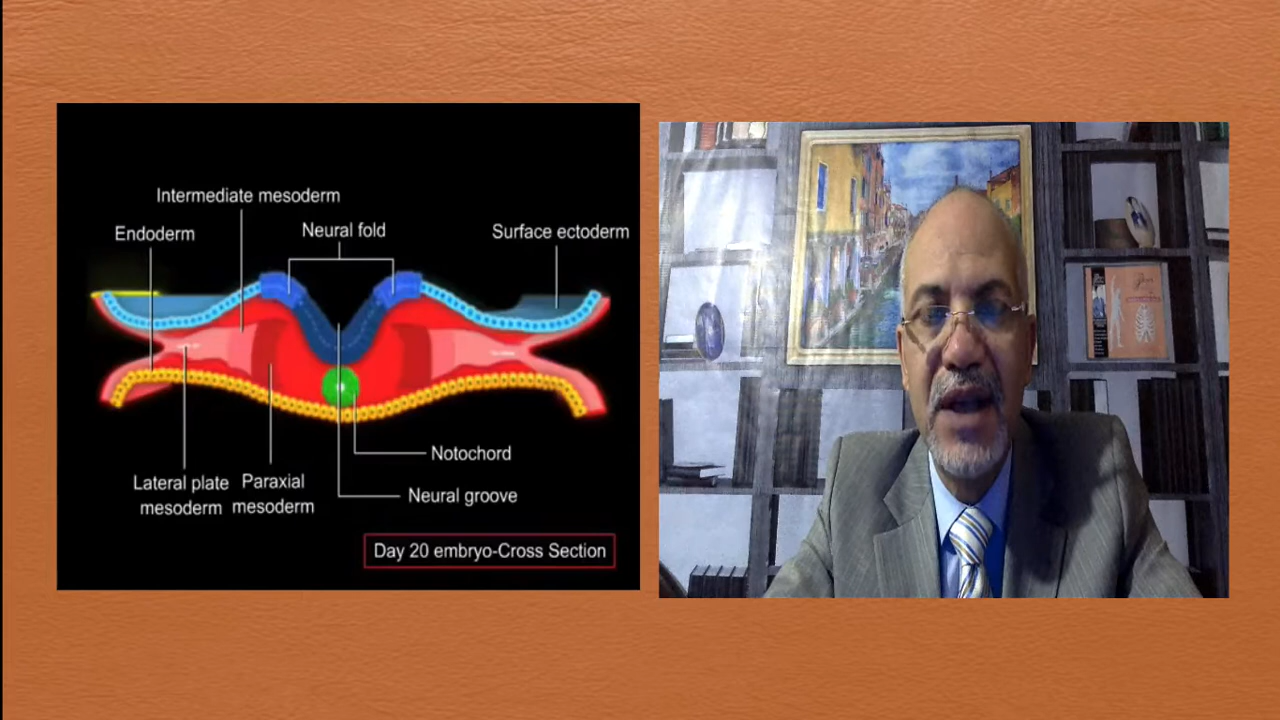 Intermediate mesoderm
Endoderm
Neural fold
Surface ectoderm
Notochord
Lateral plate
mesoderm
Paraxial
mesoderm
Neural groove
Day 20 embryo-Cross Section